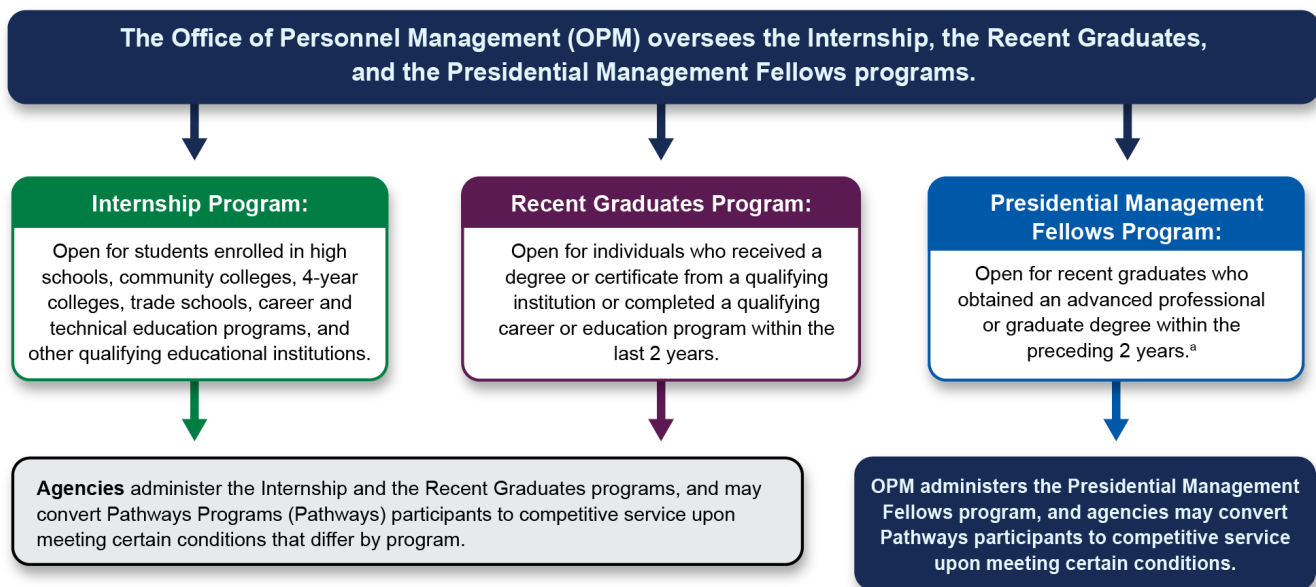 The Office of Personnel Management (OPM) oversees the Internship, the Recent Graduates,
and the Presidential Management Fellows programs.
Internship Program:
Open for students enrolled in high
schools, community colleges, 4-year
colleges, trade schools, career and
technical education programs, and
other qualifying educational institutions.
Recent Graduates Program:
Open for individuals who received a
degree or certificate from a qualifying
institution or completed a qualifying
career or education program within the
last 2 years.
Presidential Management
Fellows Program:
Open for recent graduates who
obtained an advanced professional
or graduate degree within the
preceding 2 years.ᵃ
Agencies administer the Internship and the Recent Graduates programs, and may
convert Pathways Programs (Pathways) participants to competitive service upon
meeting certain conditions that differ by program.
OPM administers the Presidential Management
Fellows program, and agencies may convert
Pathways participants to competitive service
upon meeting certain conditions.